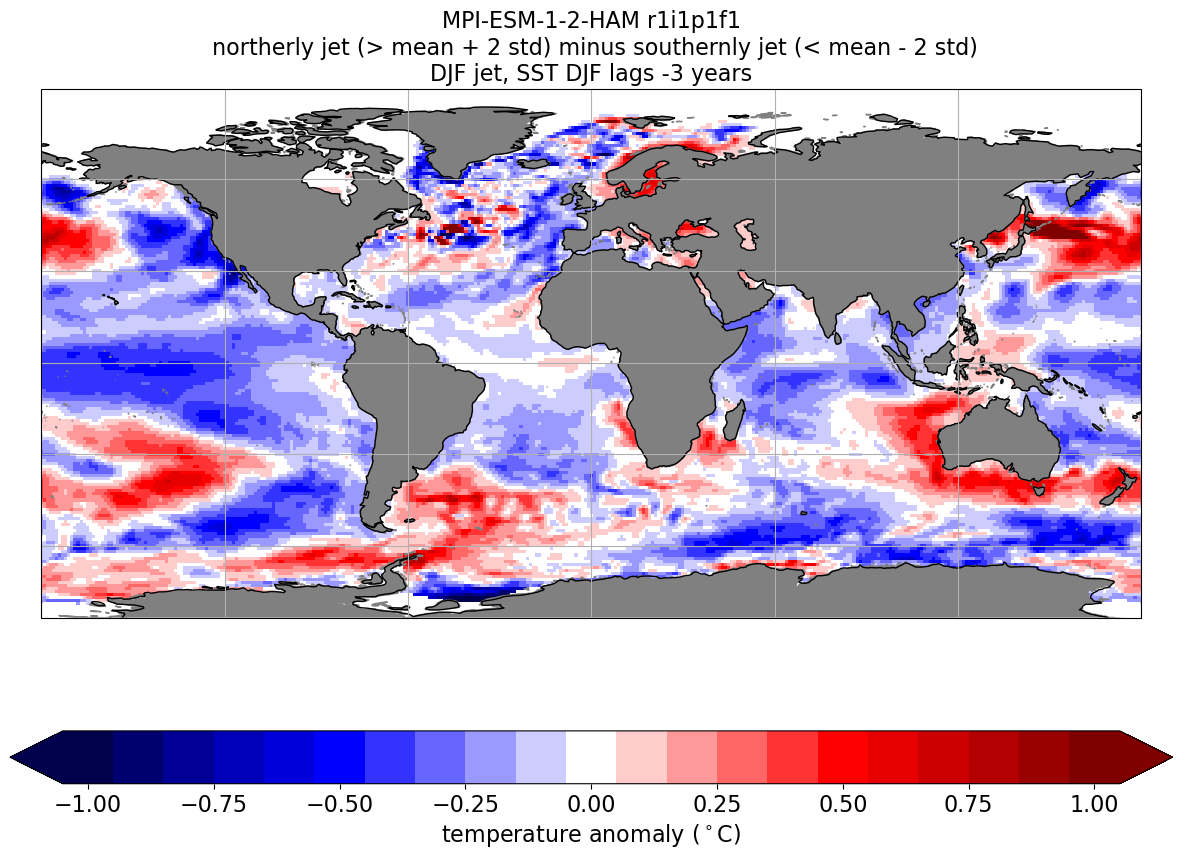 MPI-ESM-1-2-HAM r1i1p1f1
northerly jet (> mean + 2 std) minus southernly jet (< mean - 2 std)
DJF jet, SST DJF lags -3 years
−1.00 −0.75 −0.50 −0.25 0.00 0.25 0.50 0.75 1.00
temperature anomaly (°C)